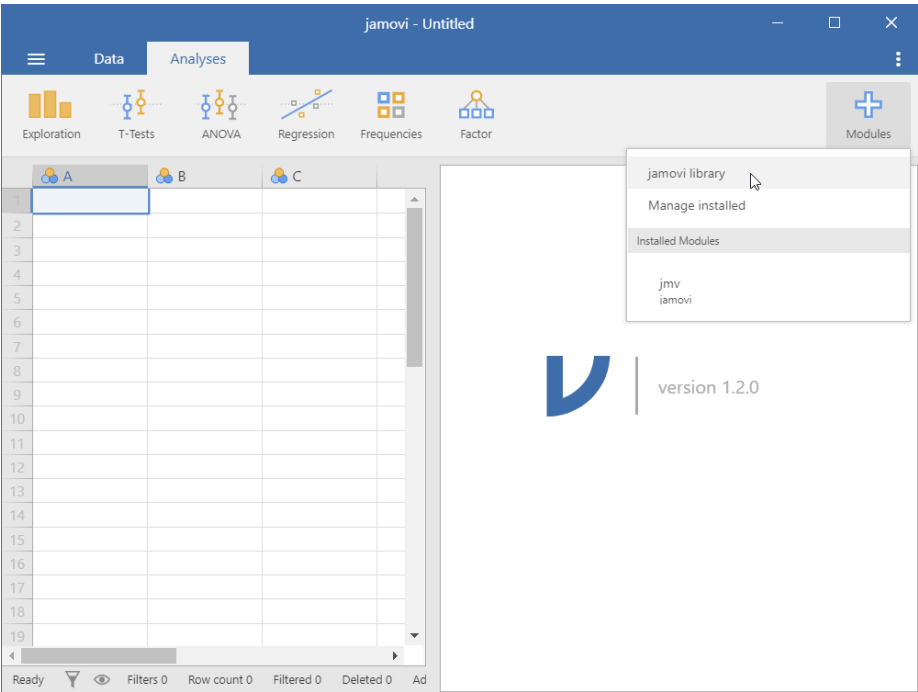 jamovi - Untitled
Data Analyses
Exploration T-Tests ANOVA Regression Frequencies Factor Modules
A B C
jamovi library
Manage installed
Installed Modules
jmv
jamovi
version 1.2.0
1
2
3
4
5
6
7
8
9
10
11
12
13
14
15
16
17
18
19
Ready Filters 0 Row count 0 Filtered 0 Deleted 0 Ad